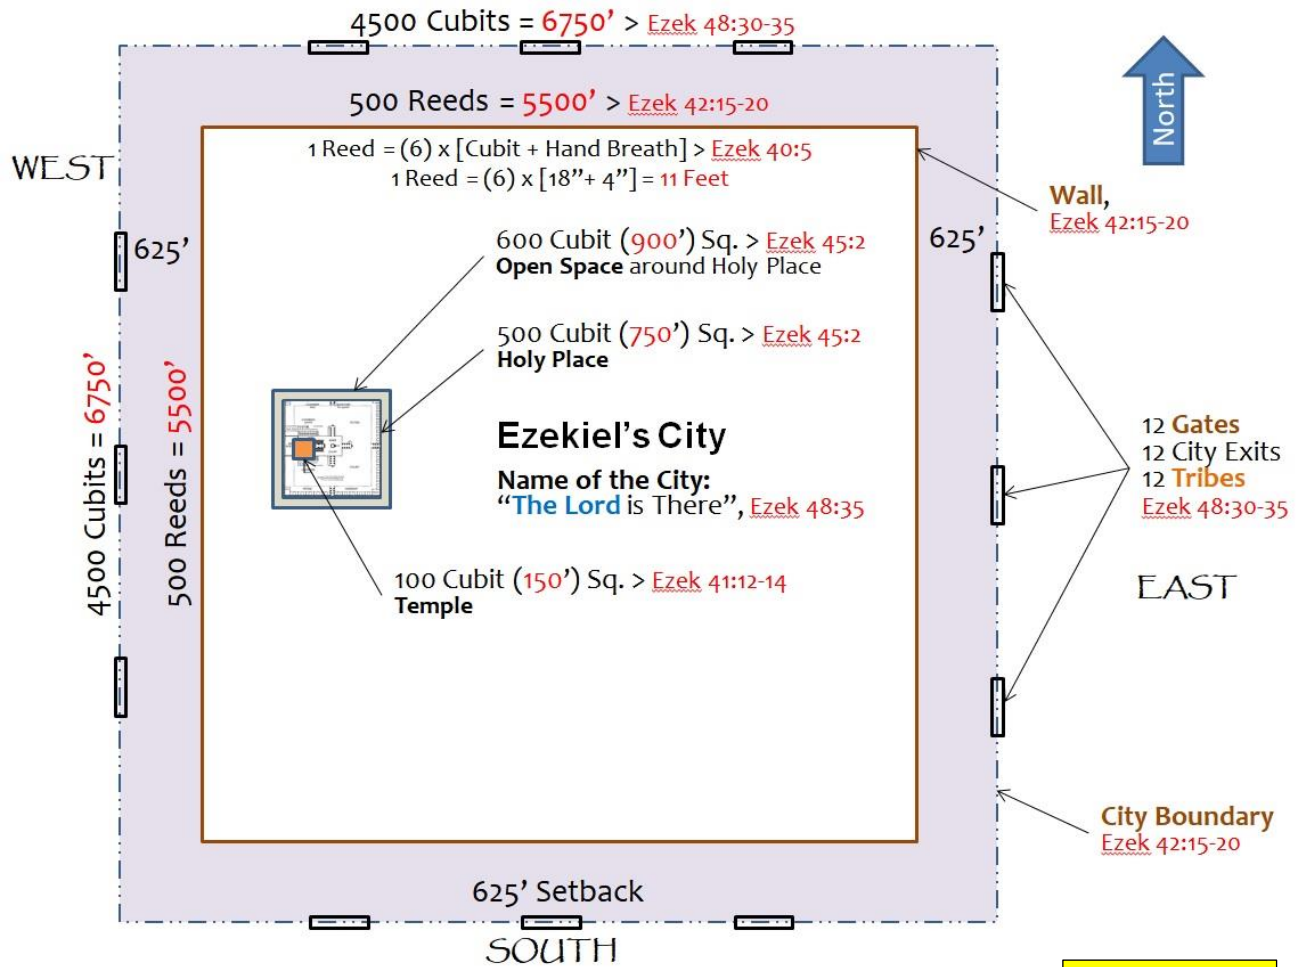 4500 Cubits = 6750' > Ezek 48:30-35
North
500 Reeds = 5500' > Ezek 42:15-20
1 Reed = (6) x [Cubit + Hand Breath] > Ezek 40:5
1 Reed = (6) x [18”+ 4”] = 11 Feet
WEST
Wall,
Ezek 42:15-20
625'
600 Cubit (900') Sq. > Ezek 45:2
Open Space around Holy Place
625'
500 Cubit (750') Sq. > Ezek 45:2
Holy Place
4500 Cubits = 6750'
500 Reeds = 5500'
Ezekiel's City
Name of the City:
“The Lord is There”, Ezek 48:35
12 Gates
12 City Exits
12 Tribes
Ezek 48:30-35
100 Cubit (150') Sq. > Ezek 41:12-14
Temple
EAST
City Boundary
Ezek 42:15-20
625' Setback
SOUTH